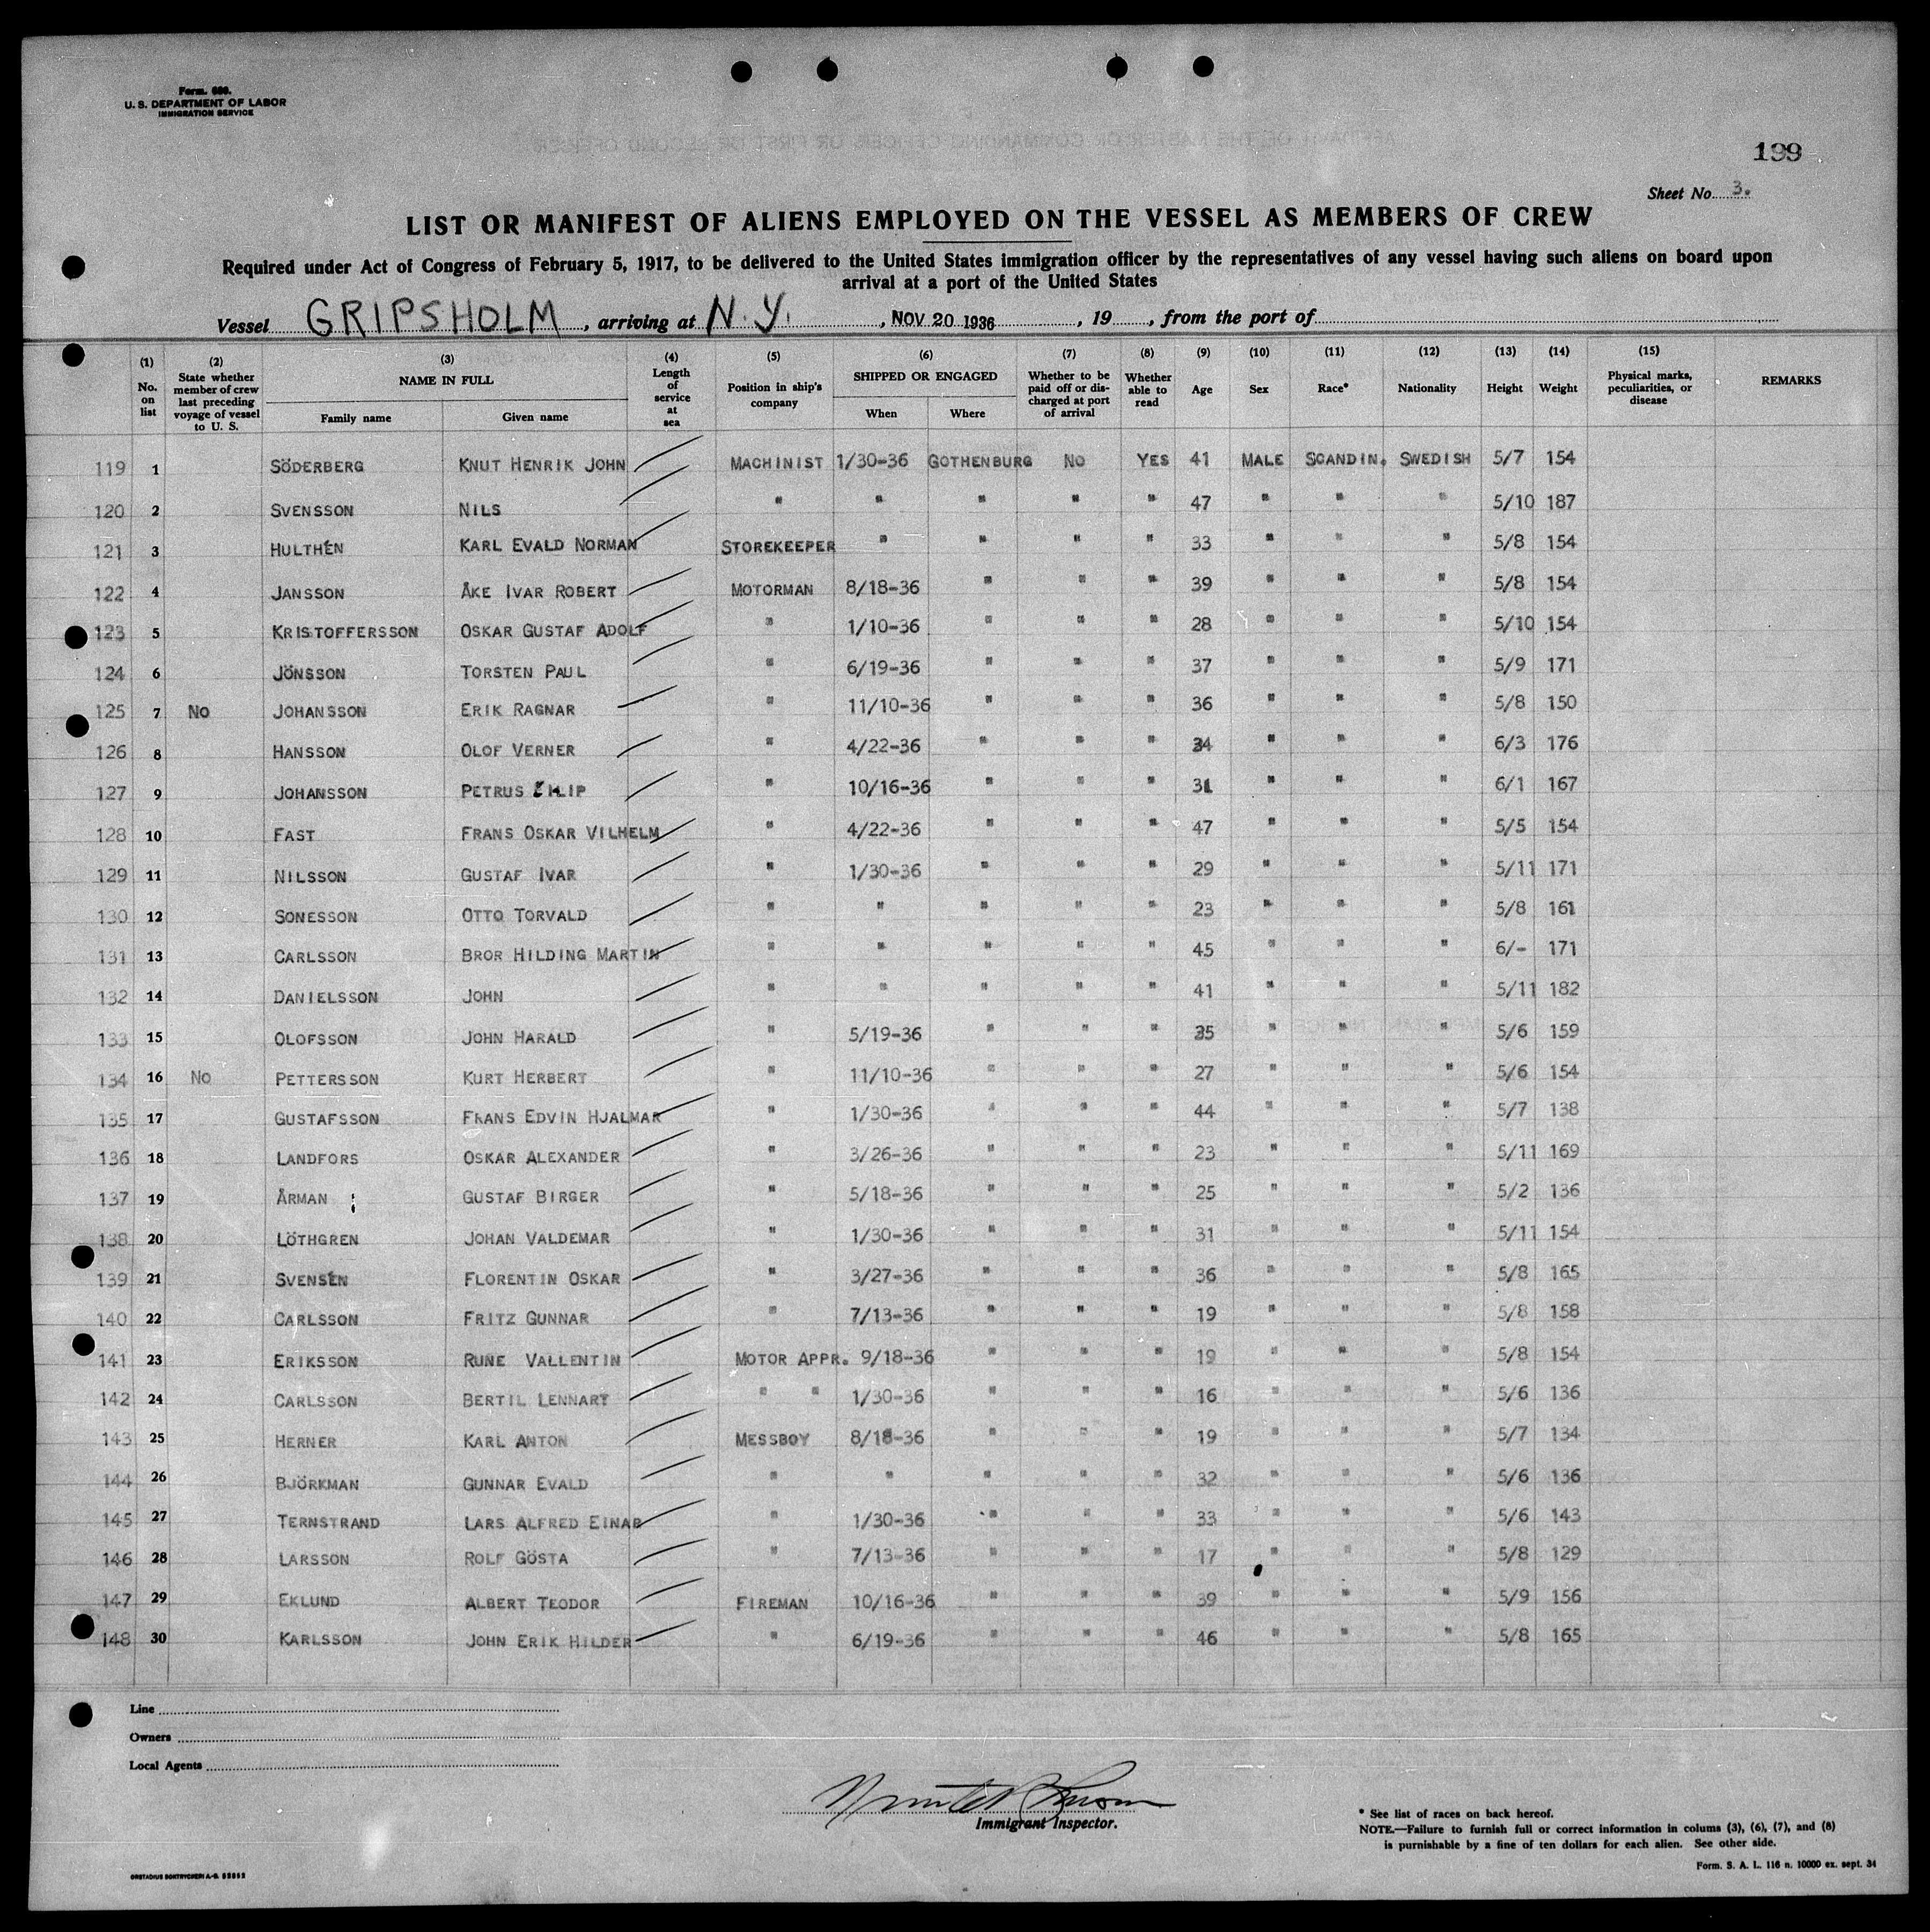 Form. 680.
U. S. DEPARTMENT OF LABOR
IMMIGRATION SERVICE
199
Sheet No. 3.
LIST OR MANIFEST OF ALIENS EMPLOYED ON THE VESSEL AS MEMBERS OF CREW
Required under Act of Congress of February 5, 1917, to be delivered to the United States immigration officer by the representatives of any vessel having such aliens on board upon
arrival at a port of the United States
Vessel GRIPSHOLM, arriving at N.Y., NOV 20 1936, 19, from the port of
(1) No. on list (2) State whether member of crew last preceding voyage of vessel to U. S. (3) NAME IN FULL Family name Given name (4) Length of service at sea (5) Position in ship's company (6) SHIPPED OR ENGAGED When Where (7) Whether to be paid off or discharged at port of arrival (8) Whether able to read (9) Age (10) Sex (11) Race* (12) Nationality (13) Height (14) Weight (15) Physical marks, peculiarities, or disease REMARKS
119 1 SÖDERBERG KNUT HENRIK JOHN MACHINIST 1/30-36 GOTHENBURG NO YES 41 MALE SCANDIN. SWEDISH 5/7 154
120 2 SVENSSON NILS " " " " " 47 " " " 5/10 187
121 3 HULTHÉN KARL EVALD NORMAN STOREKEEPER " " " " 33 " " " 5/8 154
122 4 JANSSON ÅKE IVAR ROBERT MOTORMAN 8/18-36 " " " 39 " " " 5/8 154
123 5 KRISTOFFERSSON OSKAR GUSTAF ADOLF " 1/10-36 " " " 28 " " " 5/10 154
124 6 JÖNSSON TORSTEN PAUL " 6/19-36 " " " 37 " " " 5/9 171
125 7 NO JOHANSSON ERIK RAGNAR " 11/10-36 " " " 36 " " " 5/8 150
126 8 HANSSON OLOF VERNER " 4/22-36 " " " 34 " " " 6/3 176
127 9 JOHANSSON PETRUS " 10/16-36 " " " 31 " " " 6/1 167
128 10 FAST FRANS OSKAR VILHELM " 4/22-36 " " " 47 " " " 5/5 154
129 11 NILSSON GUSTAF IVAR " 1/30-36 " " " 29 " " " 5/11 171
130 12 SONESSON OTTO TORVALD " " " " " 23 " " " 5/8 161
131 13 CARLSSON BROR HILDING MARTIN " " " " " 45 " " " 6/- 171
132 14 DANIELSSON JOHN " " " " " 41 " " " 5/11 182
133 15 OLOFSSON JOHN HARALD " 5/19-36 " " " 35 " " " 5/6 159
134 16 NO PETTERSSON KURT HERBERT " 11/10-36 " " " 27 " " " 5/6 154
135 17 GUSTAFSSON FRANS EDVIN HJALMAR " 1/30-36 " " " 44 " " " 5/7 138
136 18 LANDFORS OSKAR ALEXANDER " 3/26-36 " " " 23 " " " 5/11 169
137 19 ÅRMAN GUSTAF BIRGER " 5/18-36 " " " 25 " " " 5/2 136
138 20 LÖTHGREN JOHAN VALDEMAR " 1/30-36 " " " 31 " " " 5/11 154
139 21 SVENSÉN FLORENTIN OSKAR " 3/27-36 " " " 36 " " " 5/8 165
140 22 CARLSSON FRITZ GUNNAR " 7/13-36 " " " 19 " " " 5/8 158
141 23 ERIKSSON RUNE VALLENTIN MOTOR APPR. 9/18-36 " " " 19 " " " 5/8 154
142 24 CARLSSON BERTIL LENNART " " 1/30-36 " " " 16 " " " 5/6 136
143 25 HERNER KARL ANTON MESSBOY 8/18-36 " " " 19 " " " 5/7 134
144 26 BJÖRKMAN GUNNAR EVALD " " " " " 32 " " " 5/6 136
145 27 TERNSTRAND LARS ALFRED EINAR " 1/30-36 " " " 33 " " " 5/6 143
146 28 LARSSON ROLF GÖSTA " 7/13-36 " " " 17 " " " 5/8 129
147 29 EKLUND ALBERT TEODOR FIREMAN 10/16-36 " " " 39 " " " 5/9 156
148 30 KARLSSON JOHN ERIK HILDER " 6/19-36 " " " 46 " " " 5/8 165
Line
Owners
Local Agents
Immigrant Inspector.
* See list of races on back hereof.
NOTE.—Failure to furnish full or correct information in colums (3), (6), (7), and (8)
is purnishable by a fine of ten dollars for each alien. See other side.
Form. S. A. L. 116 n. 10000 ex. sept. 34